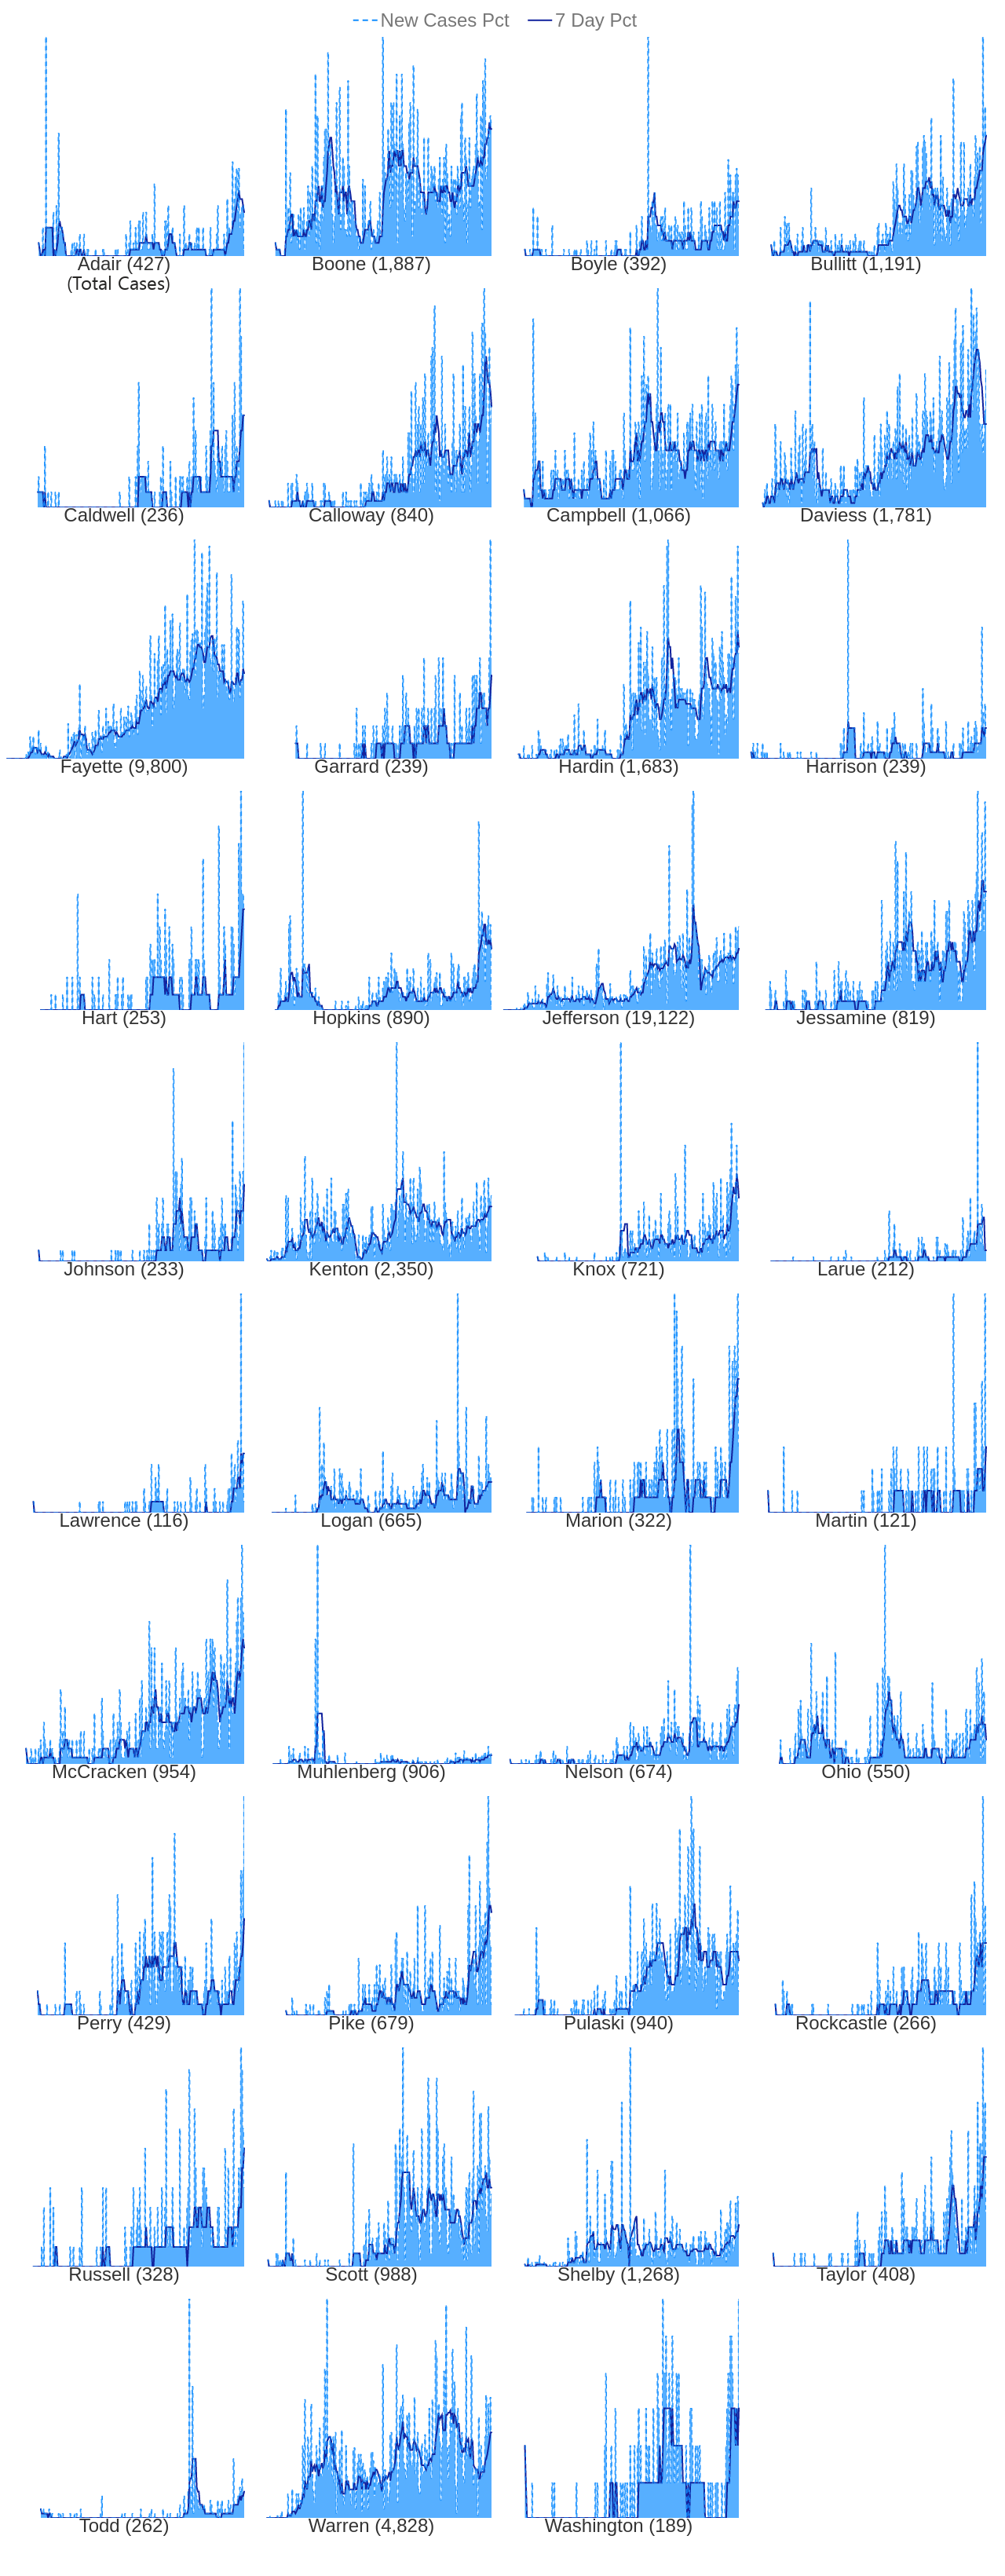 New Cases Pct 7 Day Pct
Adair (427) Boone (1,887) Boyle (392) Bullitt (1,191)
(Total Cases)
Caldwell (236) Calloway (840) Campbell (1,066) Daviess (1,781)
Fayette (9,800) Garrard (239) Hardin (1,683) Harrison (239)
Hart (253) Hopkins (890) Jefferson (19,122) Jessamine (819)
Johnson (233) Kenton (2,350) Knox (721) Larue (212)
Lawrence (116) Logan (665) Marion (322) Martin (121)
McCracken (954) Muhlenberg (906) Nelson (674) Ohio (550)
Perry (429) Pike (679) Pulaski (940) Rockcastle (266)
Russell (328) Scott (988) Shelby (1,268) Taylor (408)
Todd (262) Warren (4,828) Washington (189)